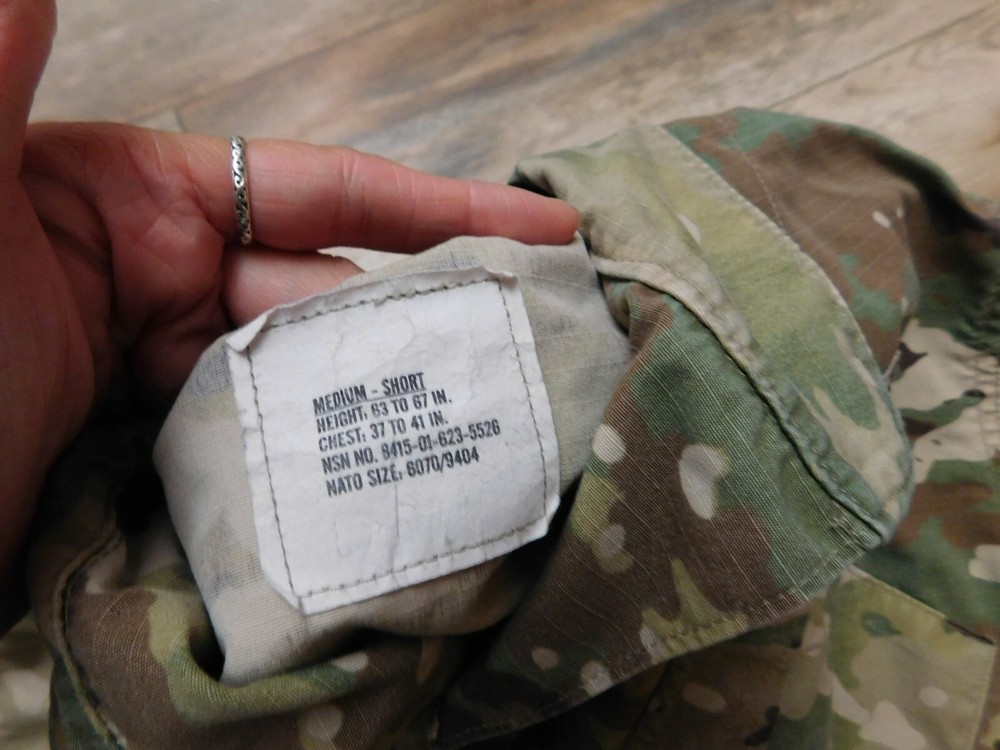 MEDIUM - SHORT
HEIGHT: 63 TO 67 IN.
CHEST: 37 TO 41 IN.
NSN NO. 8415-01-623-5526
NATO SIZE: 6070/9404